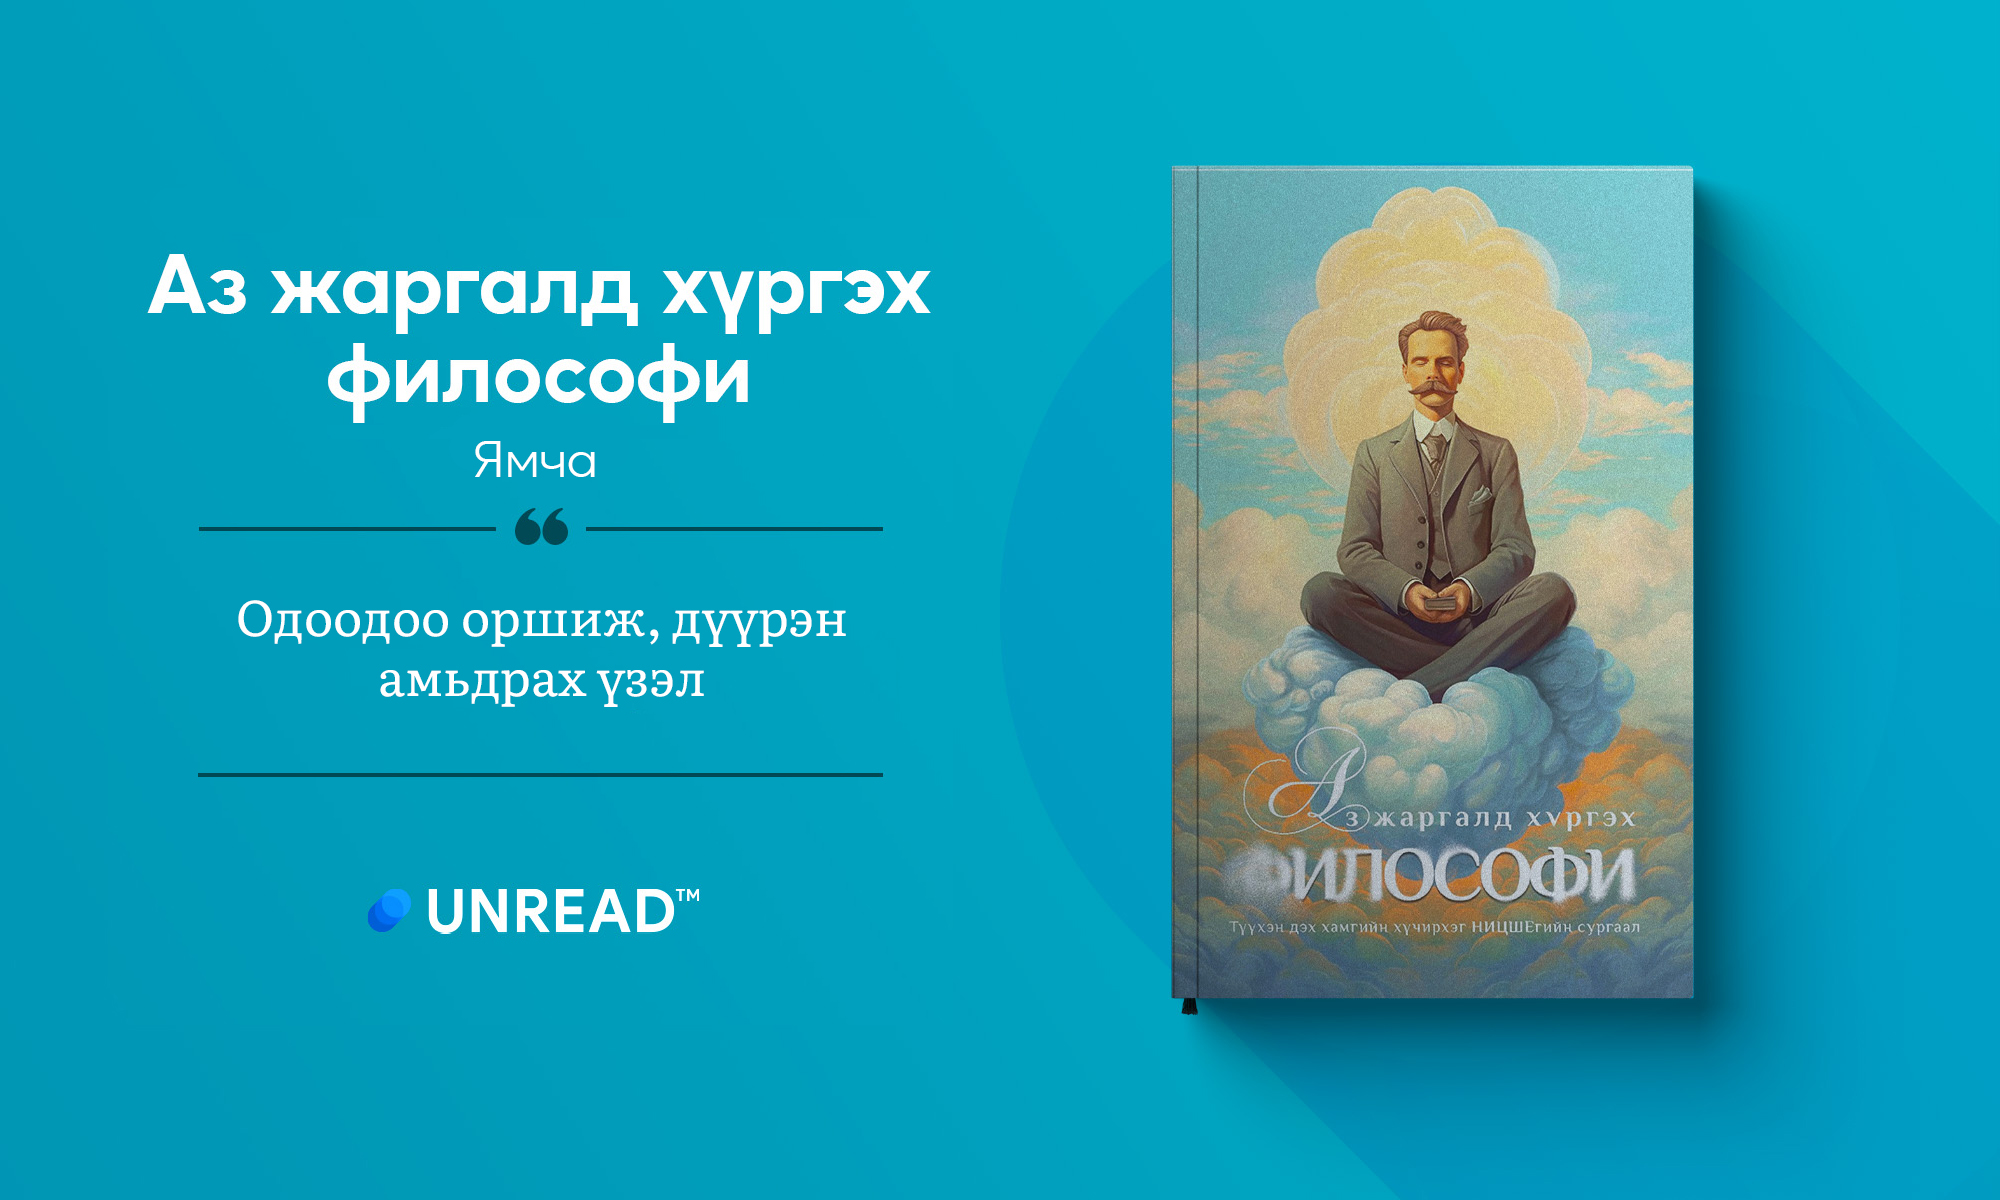 Аз жаргалд хүргэх
философи
Ямча
❝
Одоодоо оршиж, дүүрэн
амьдрах үзэл
UNREAD™
Аз жаргалд хүргэх
ФИЛОСОФИ
Түүхэн дэх хамгийн хүчирхэг НИЦШЕгийн сургаал